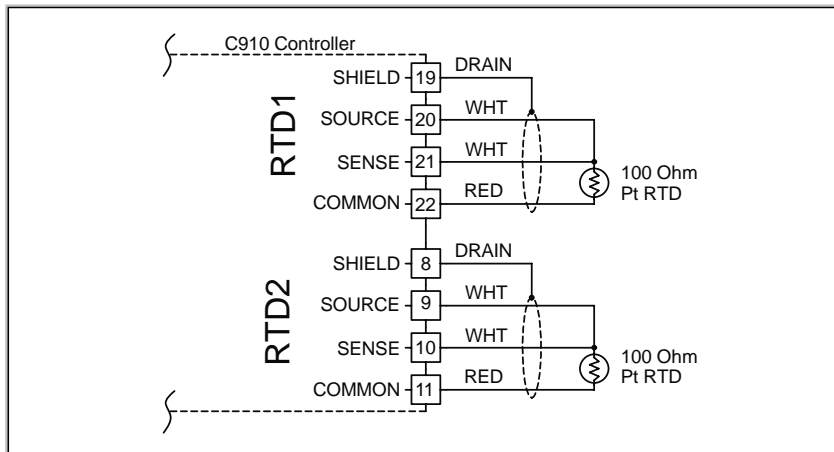 C910 Controller
RTD1
SHIELD 19 DRAIN
SOURCE 20 WHT
SENSE 21 WHT
COMMON 22 RED
100 Ohm
Pt RTD
RTD2
SHIELD 8 DRAIN
SOURCE 9 WHT
SENSE 10 WHT
COMMON 11 RED
100 Ohm
Pt RTD